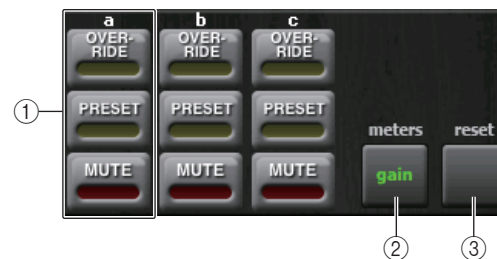 a b c
OVER-
RIDE
OVER-
RIDE
OVER-
RIDE
PRESET PRESET PRESET
MUTE MUTE MUTE
meters reset
gain
①
②
③